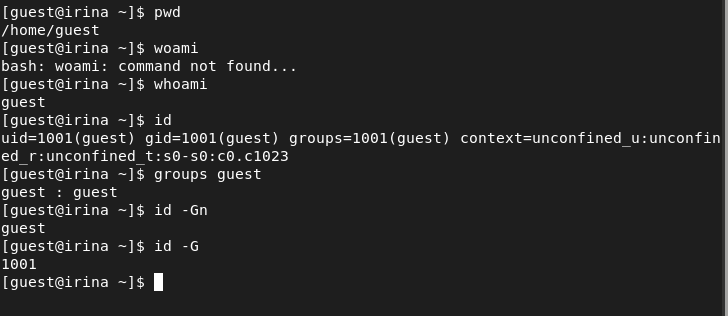 [guest@irina ~]$ pwd
/home/guest
[guest@irina ~]$ woami
bash: woami: command not found...
[guest@irina ~]$ whoami
guest
[guest@irina ~]$ id
uid=1001(guest) gid=1001(guest) groups=1001(guest) context=unconfined_u:unconfin
ed_r:unconfined_t:s0-s0:c0.c1023
[guest@irina ~]$ groups guest
guest : guest
[guest@irina ~]$ id -Gn
guest
[guest@irina ~]$ id -G
1001
[guest@irina ~]$